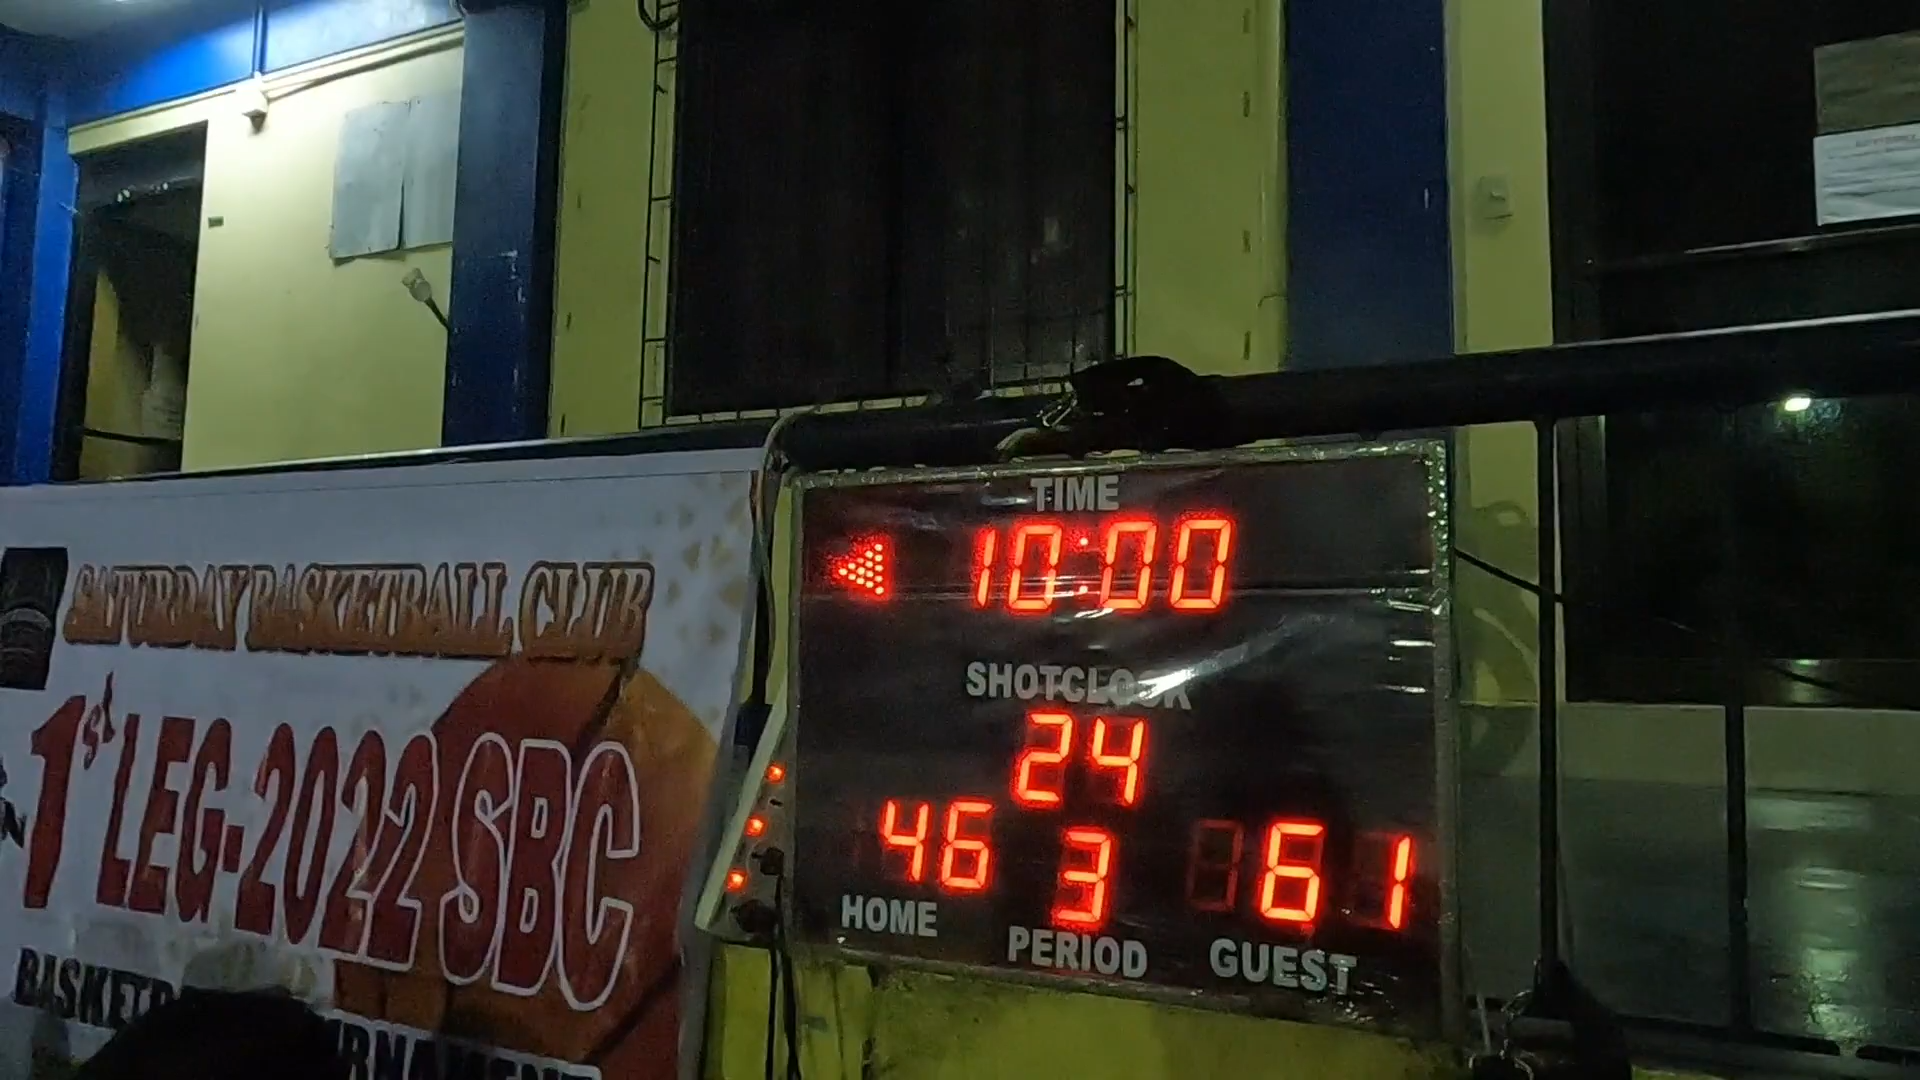 SATURDAY BASKETBALL CLUB
1st LEG-2022 SBC
TIME
10:00
SHOTCLOCK
24
46 3 61
HOME PERIOD GUEST